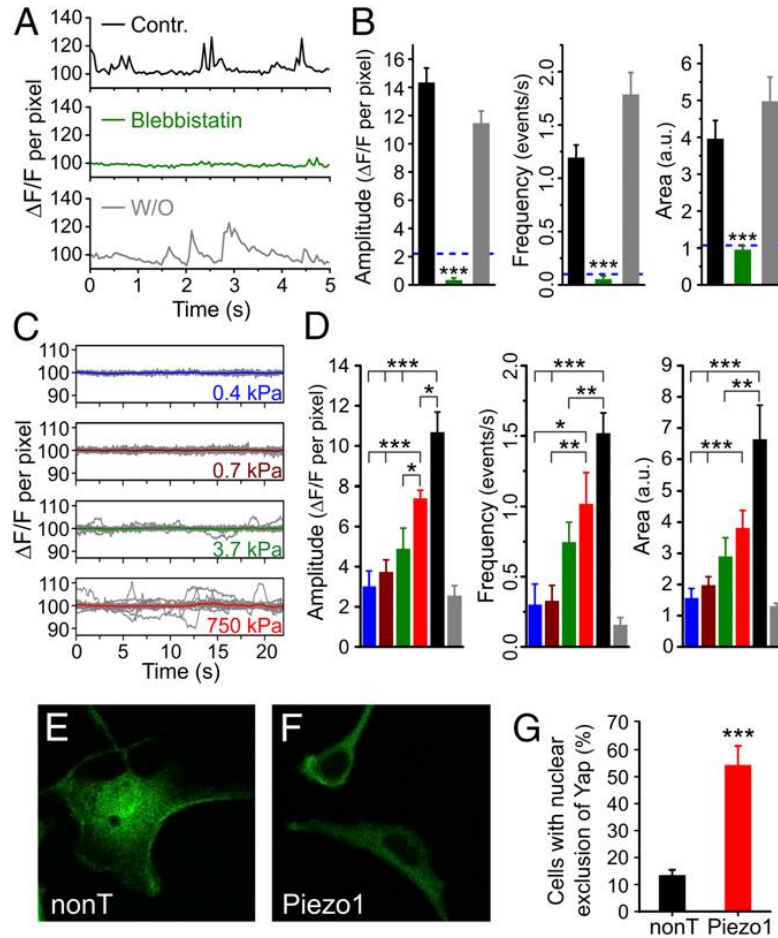 A
Contr.
140
120
100
Blebbistatin
140
120
100
W/O
140
120
100
0 1 2 3 4 5
Time (s)
ΔF/F per pixel
B
Amplitude (ΔF/F per pixel)
16
14
12
10
8
6
4
2
0
***
Frequency (events/s)
2.0
1.5
1.0
0.5
0.0
***
Area (a.u.)
6
5
4
3
2
1
0
***
C
ΔF/F per pixel
110
100
90
0.4 kPa
110
100
90
0.7 kPa
110
100
90
3.7 kPa
110
100
90
750 kPa
0 5 10 15 20
Time (s)
D
Amplitude (ΔF/F per pixel)
14
12
10
8
6
4
2
0
***
*
***
*
Frequency (events/s)
2.0
1.5
1.0
0.5
0.0
***
**
*
**
Area (a.u.)
9
8
7
6
5
4
3
2
1
0
***
**
***
E
nonT
F
Piezo1
G
Cells with nuclear
exclusion of Yap (%)
70
60
50
40
30
20
10
0
***
nonT Piezo1